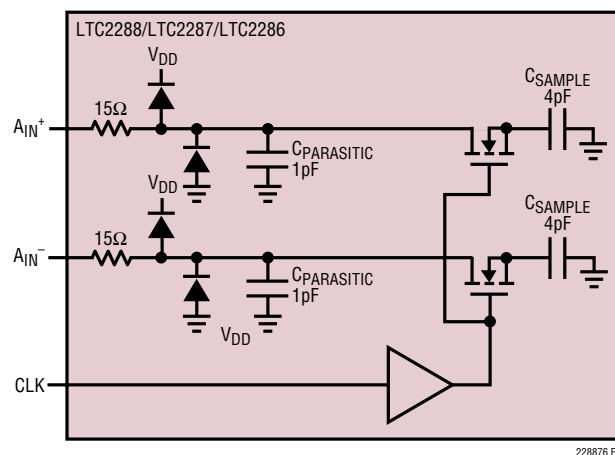 LTC2288/LTC2287/LTC2286
VDD
CSAMPLE
4pF
15Ω
AIN+
CPARASITIC
1pF
VDD
CSAMPLE
4pF
15Ω
AIN−
CPARASITIC
1pF
VDD
CLK